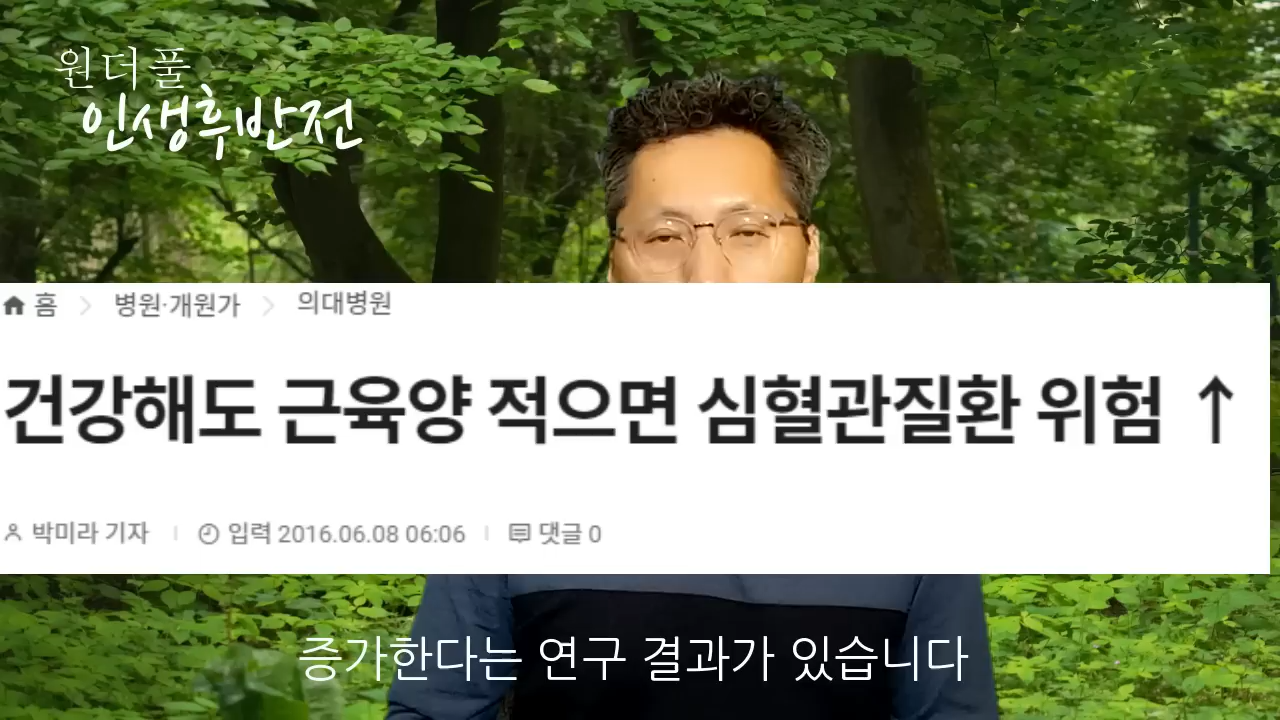 원더풀
인생후반전
홈 > 병원·개원가 > 의대병원
건강해도 근육양 적으면 심혈관질환 위험 ↑
박미라 기자 | 입력 2016.06.08 06:06 | 댓글 0
증가한다는 연구 결과가 있습니다